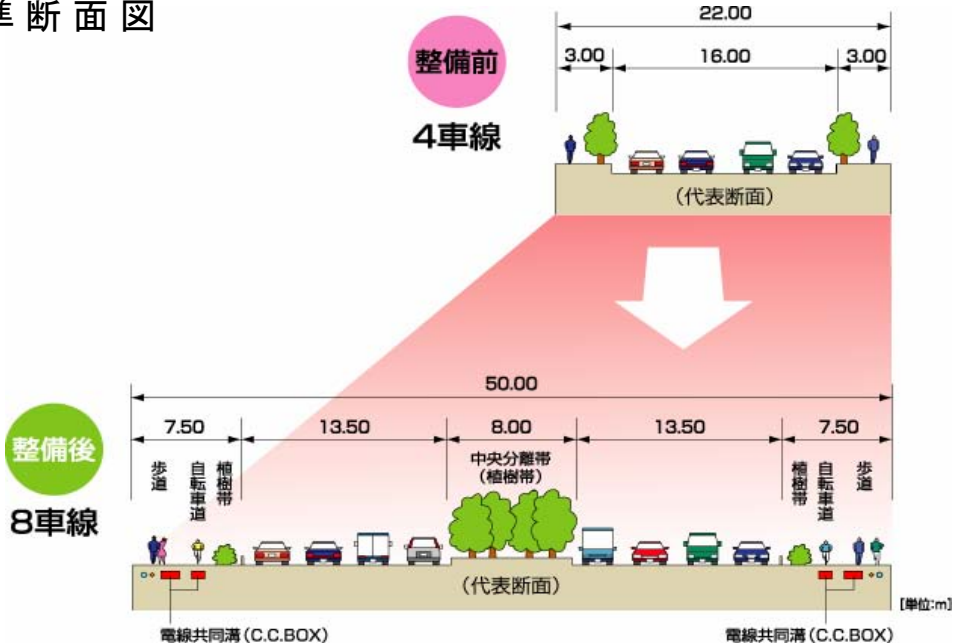 準断面図
22.00
3.00 16.00 3.00
整備前
4車線
(代表断面)
50.00
7.50 13.50 8.00 13.50 7.50
整備後
8車線
歩道 自転車道 植樹帯
中央分離帯
(植樹帯)
植樹帯 自転車道 歩道
(代表断面)
[単位:m]
電線共同溝(C.C.BOX) 電線共同溝(C.C.BOX)